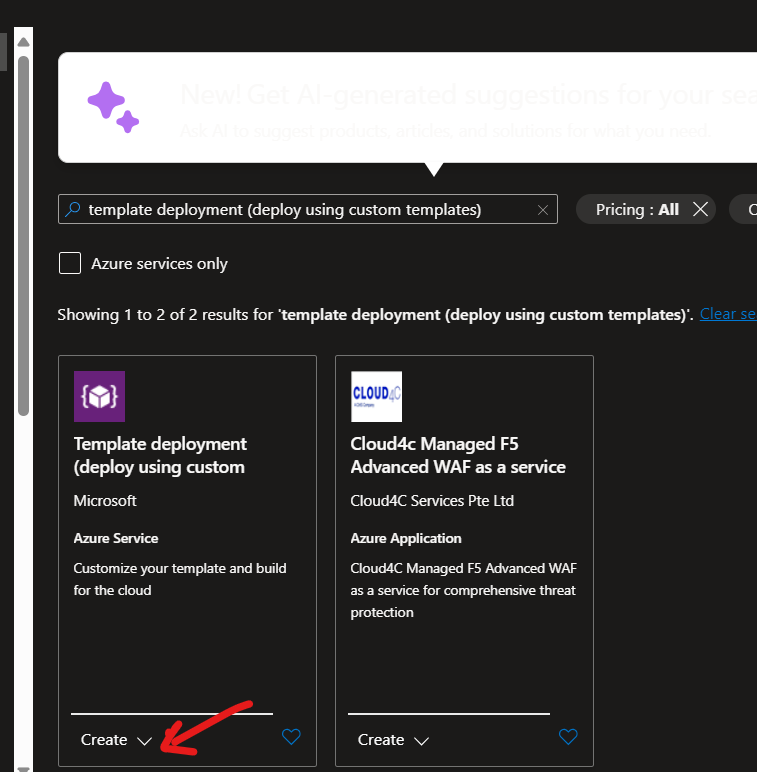 New! Get AI-generated suggestions for your sea
Ask AI to suggest products, articles, and solutions for what you need.
template deployment (deploy using custom templates)
Pricing : All
Azure services only
Showing 1 to 2 of 2 results for 'template deployment (deploy using custom templates)'. Clear se
Template deployment
(deploy using custom
Microsoft
Azure Service
Customize your template and build
for the cloud
Create
CLOUD4C
Cloud4c Managed F5
Advanced WAF as a service
Cloud4C Services Pte Ltd
Azure Application
Cloud4C Managed F5 Advanced WAF
as a service for comprehensive threat
protection
Create